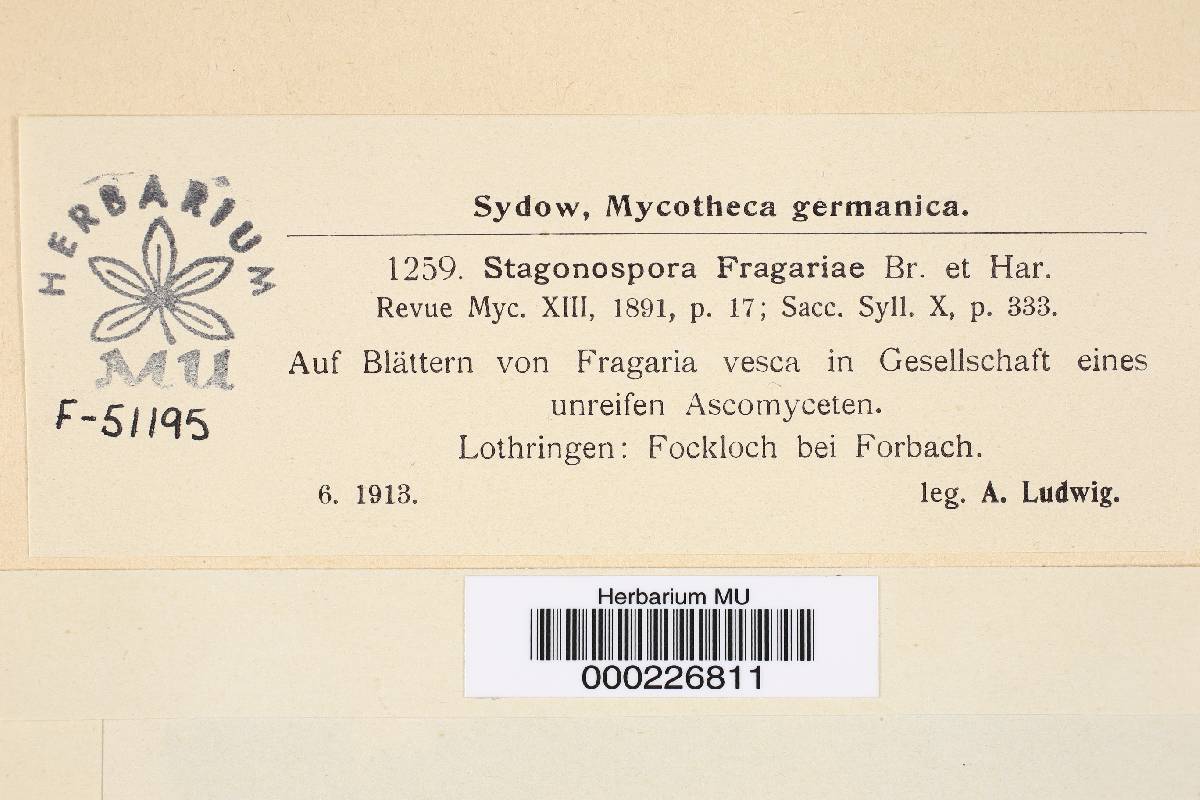 HERBARIUM
MU
F-51195
Sydow, Mycotheca germanica.
1259. Stagonospora Fragariae Br. et Har.
Revue Myc. XIII, 1891, p. 17; Sacc. Syll. X, p. 333.
Auf Blättern von Fragaria vesca in Gesellschaft eines
unreifen Ascomyceten.
Lothringen: Fockloch bei Forbach.
6. 1913. leg. A. Ludwig.
Herbarium MU
000226811